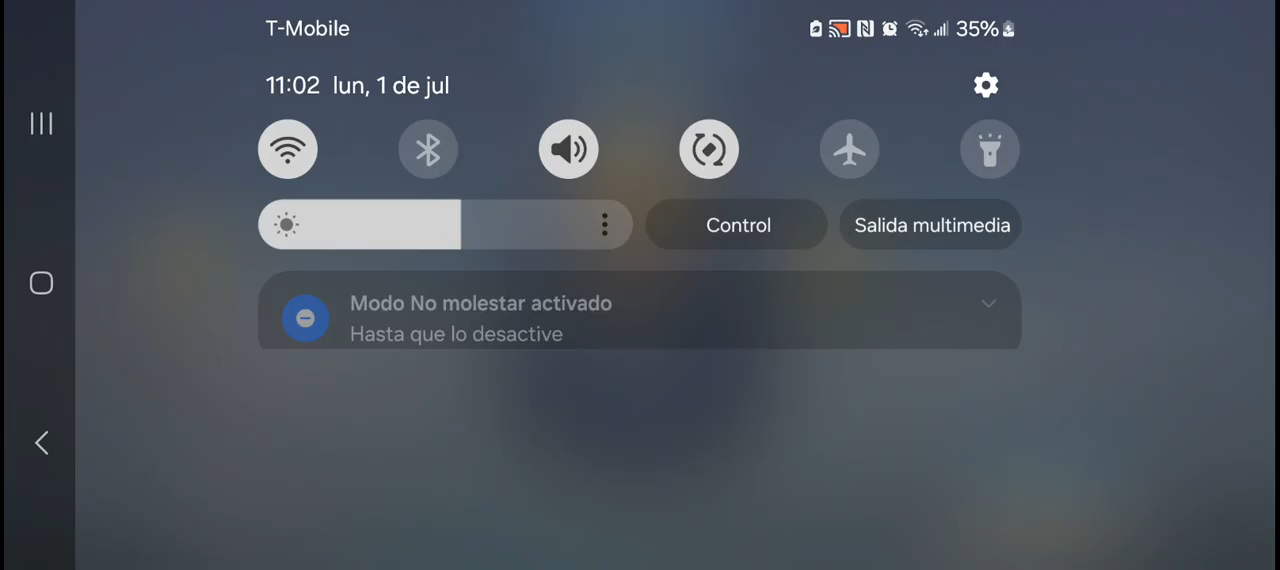 T-Mobile
35%
11:02 lun, 1 de jul
Control
Salida multimedia
Modo No molestar activado
Hasta que lo desactive